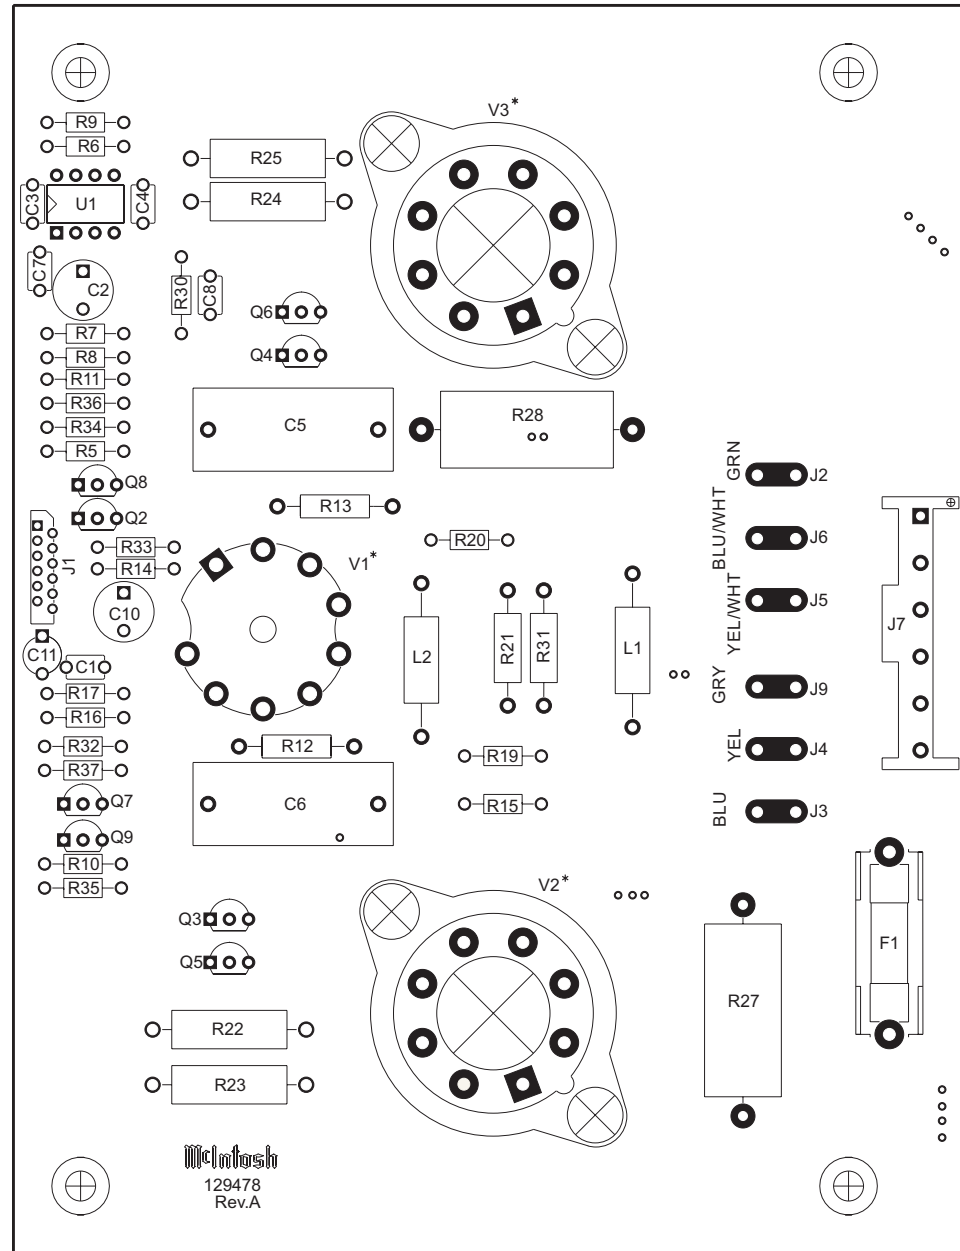 V3*
R9
R6
R25
R24
C3
U1
C4
C7
C2
R30
C8
Q6
R7
Q4
R8
R11
R36
R34
R5
C5
R28
GRN
J2
Q8
Q2
R13
BLU/WHT
J6
J1
R33
R14
R20
V1*
C10
YEL/WHT
J5
J7
C11
C1
L2
R21
R31
L1
R17
R16
GRY
J9
R32
R37
R12
R19
YEL
J4
Q7
Q9
C6
R15
BLU
J3
R10
R35
V2*
Q3
Q5
F1
R22
R27
R23
McIntosh
129478
Rev.A